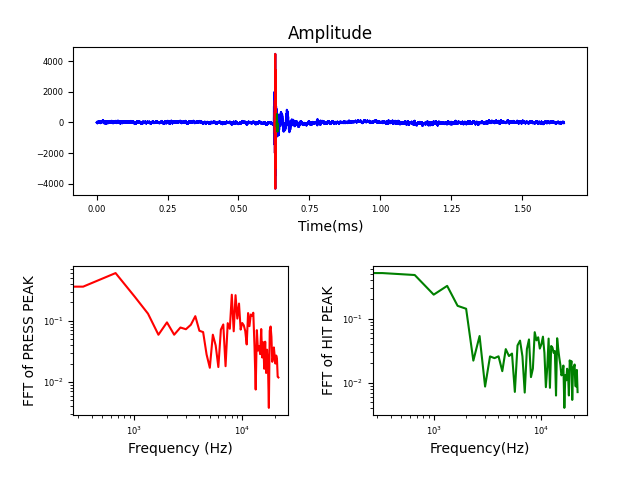 Amplitude
4000
2000
0
−2000
−4000
0.00 0.25 0.50 0.75 1.00 1.25 1.50
Time(ms)
FFT of PRESS PEAK
10⁻¹
10⁻²
10³ 10⁴
Frequency (Hz)
FFT of HIT PEAK
10⁻¹
10⁻²
10³ 10⁴
Frequency(Hz)